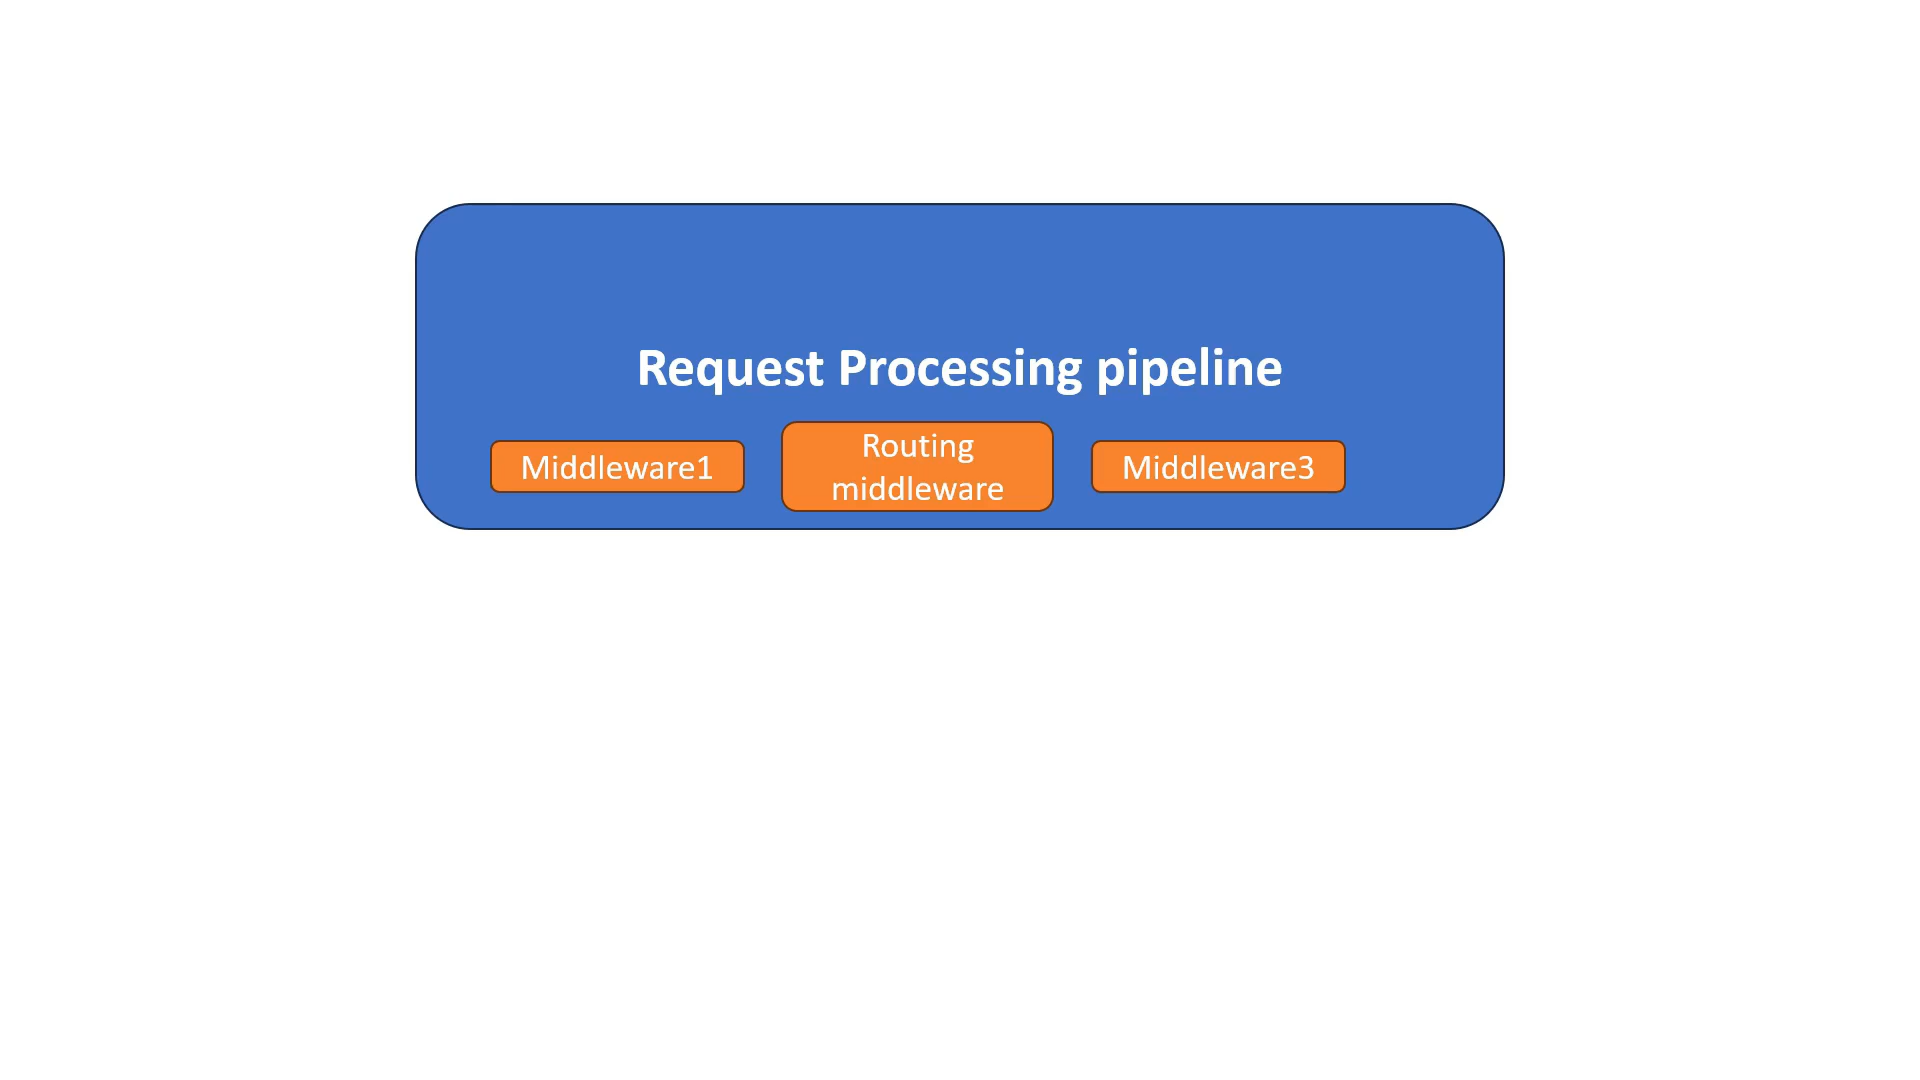 Request Processing pipeline
Middleware1
Routing
middleware
Middleware3